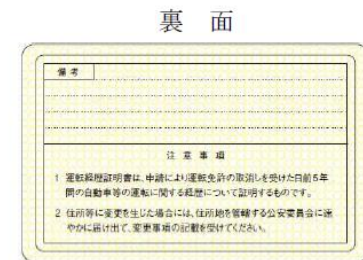 裏 面
備 考
注 意 事 項
1 運転経歴証明書は、申請により運転免許の取消しを受けた日前5年
間の自動車等の運転に関する経歴について証明するものです。
2 住所等に変更を生じた場合には、住所地を管轄する公安委員会に速
やかに届け出て、変更事項の記載を受けてください。